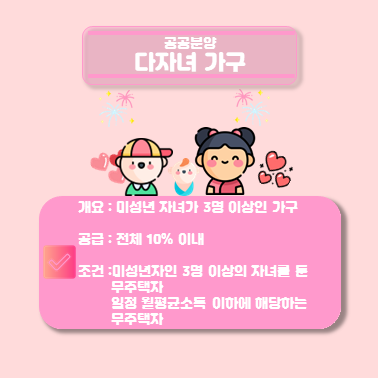 공공분양
다자녀 가구
개요 : 미성년 자녀가 3명 이상인 가구
공급 : 전체 10% 이내
조건 :미성년자인 3명 이상의 자녀를 둔
무주택자
일정 월평균소득 이하에 해당하는
무주택자